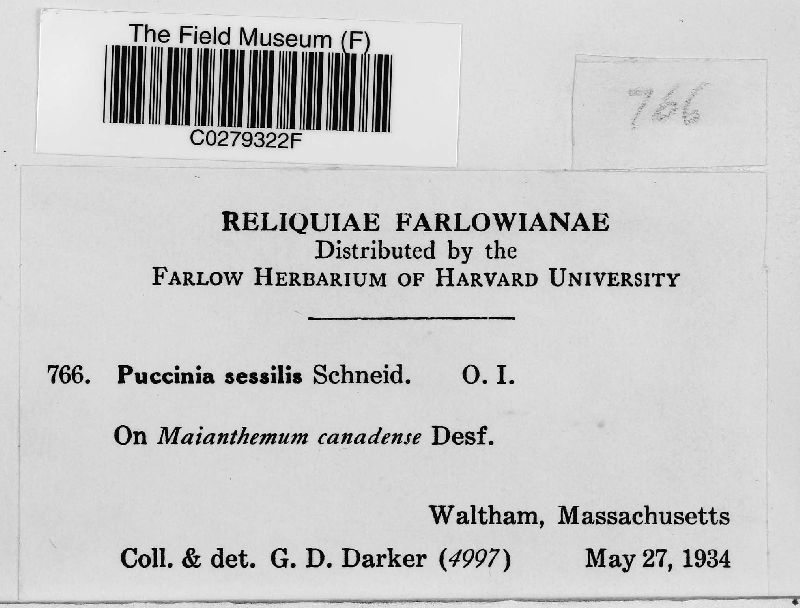 The Field Museum (F)
C0279322F
766
RELIQUIAE FARLOWIANAE
Distributed by the
FARLOW HERBARIUM OF HARVARD UNIVERSITY
766. Puccinia sessilis Schneid. O. I.
On Maianthemum canadense Desf.
Waltham, Massachusetts
Coll. & det. G. D. Darker (4997) May 27, 1934